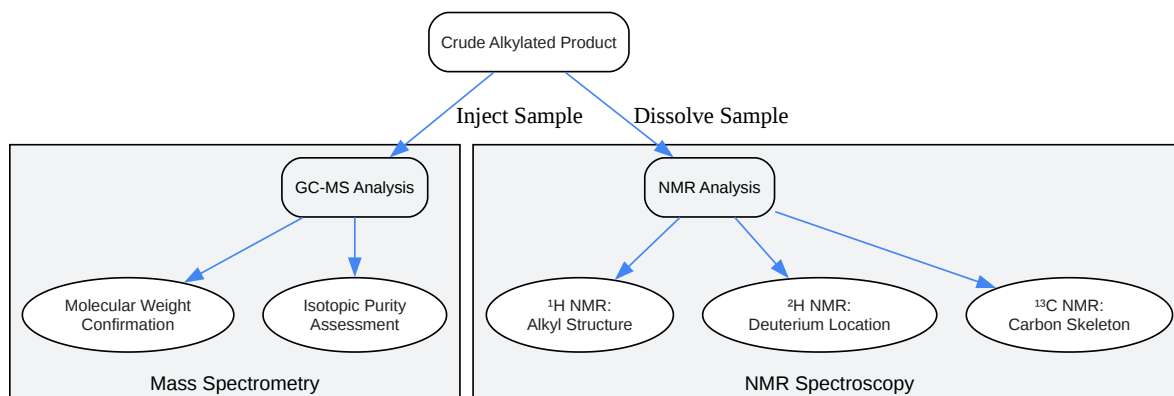 Crude Alkylated Product
Inject Sample
Dissolve Sample
GC-MS Analysis
NMR Analysis
Molecular Weight
Confirmation
Isotopic Purity
Assessment
¹H NMR:
Alkyl Structure
²H NMR:
Deuterium Location
¹³C NMR:
Carbon Skeleton
Mass Spectrometry
NMR Spectroscopy